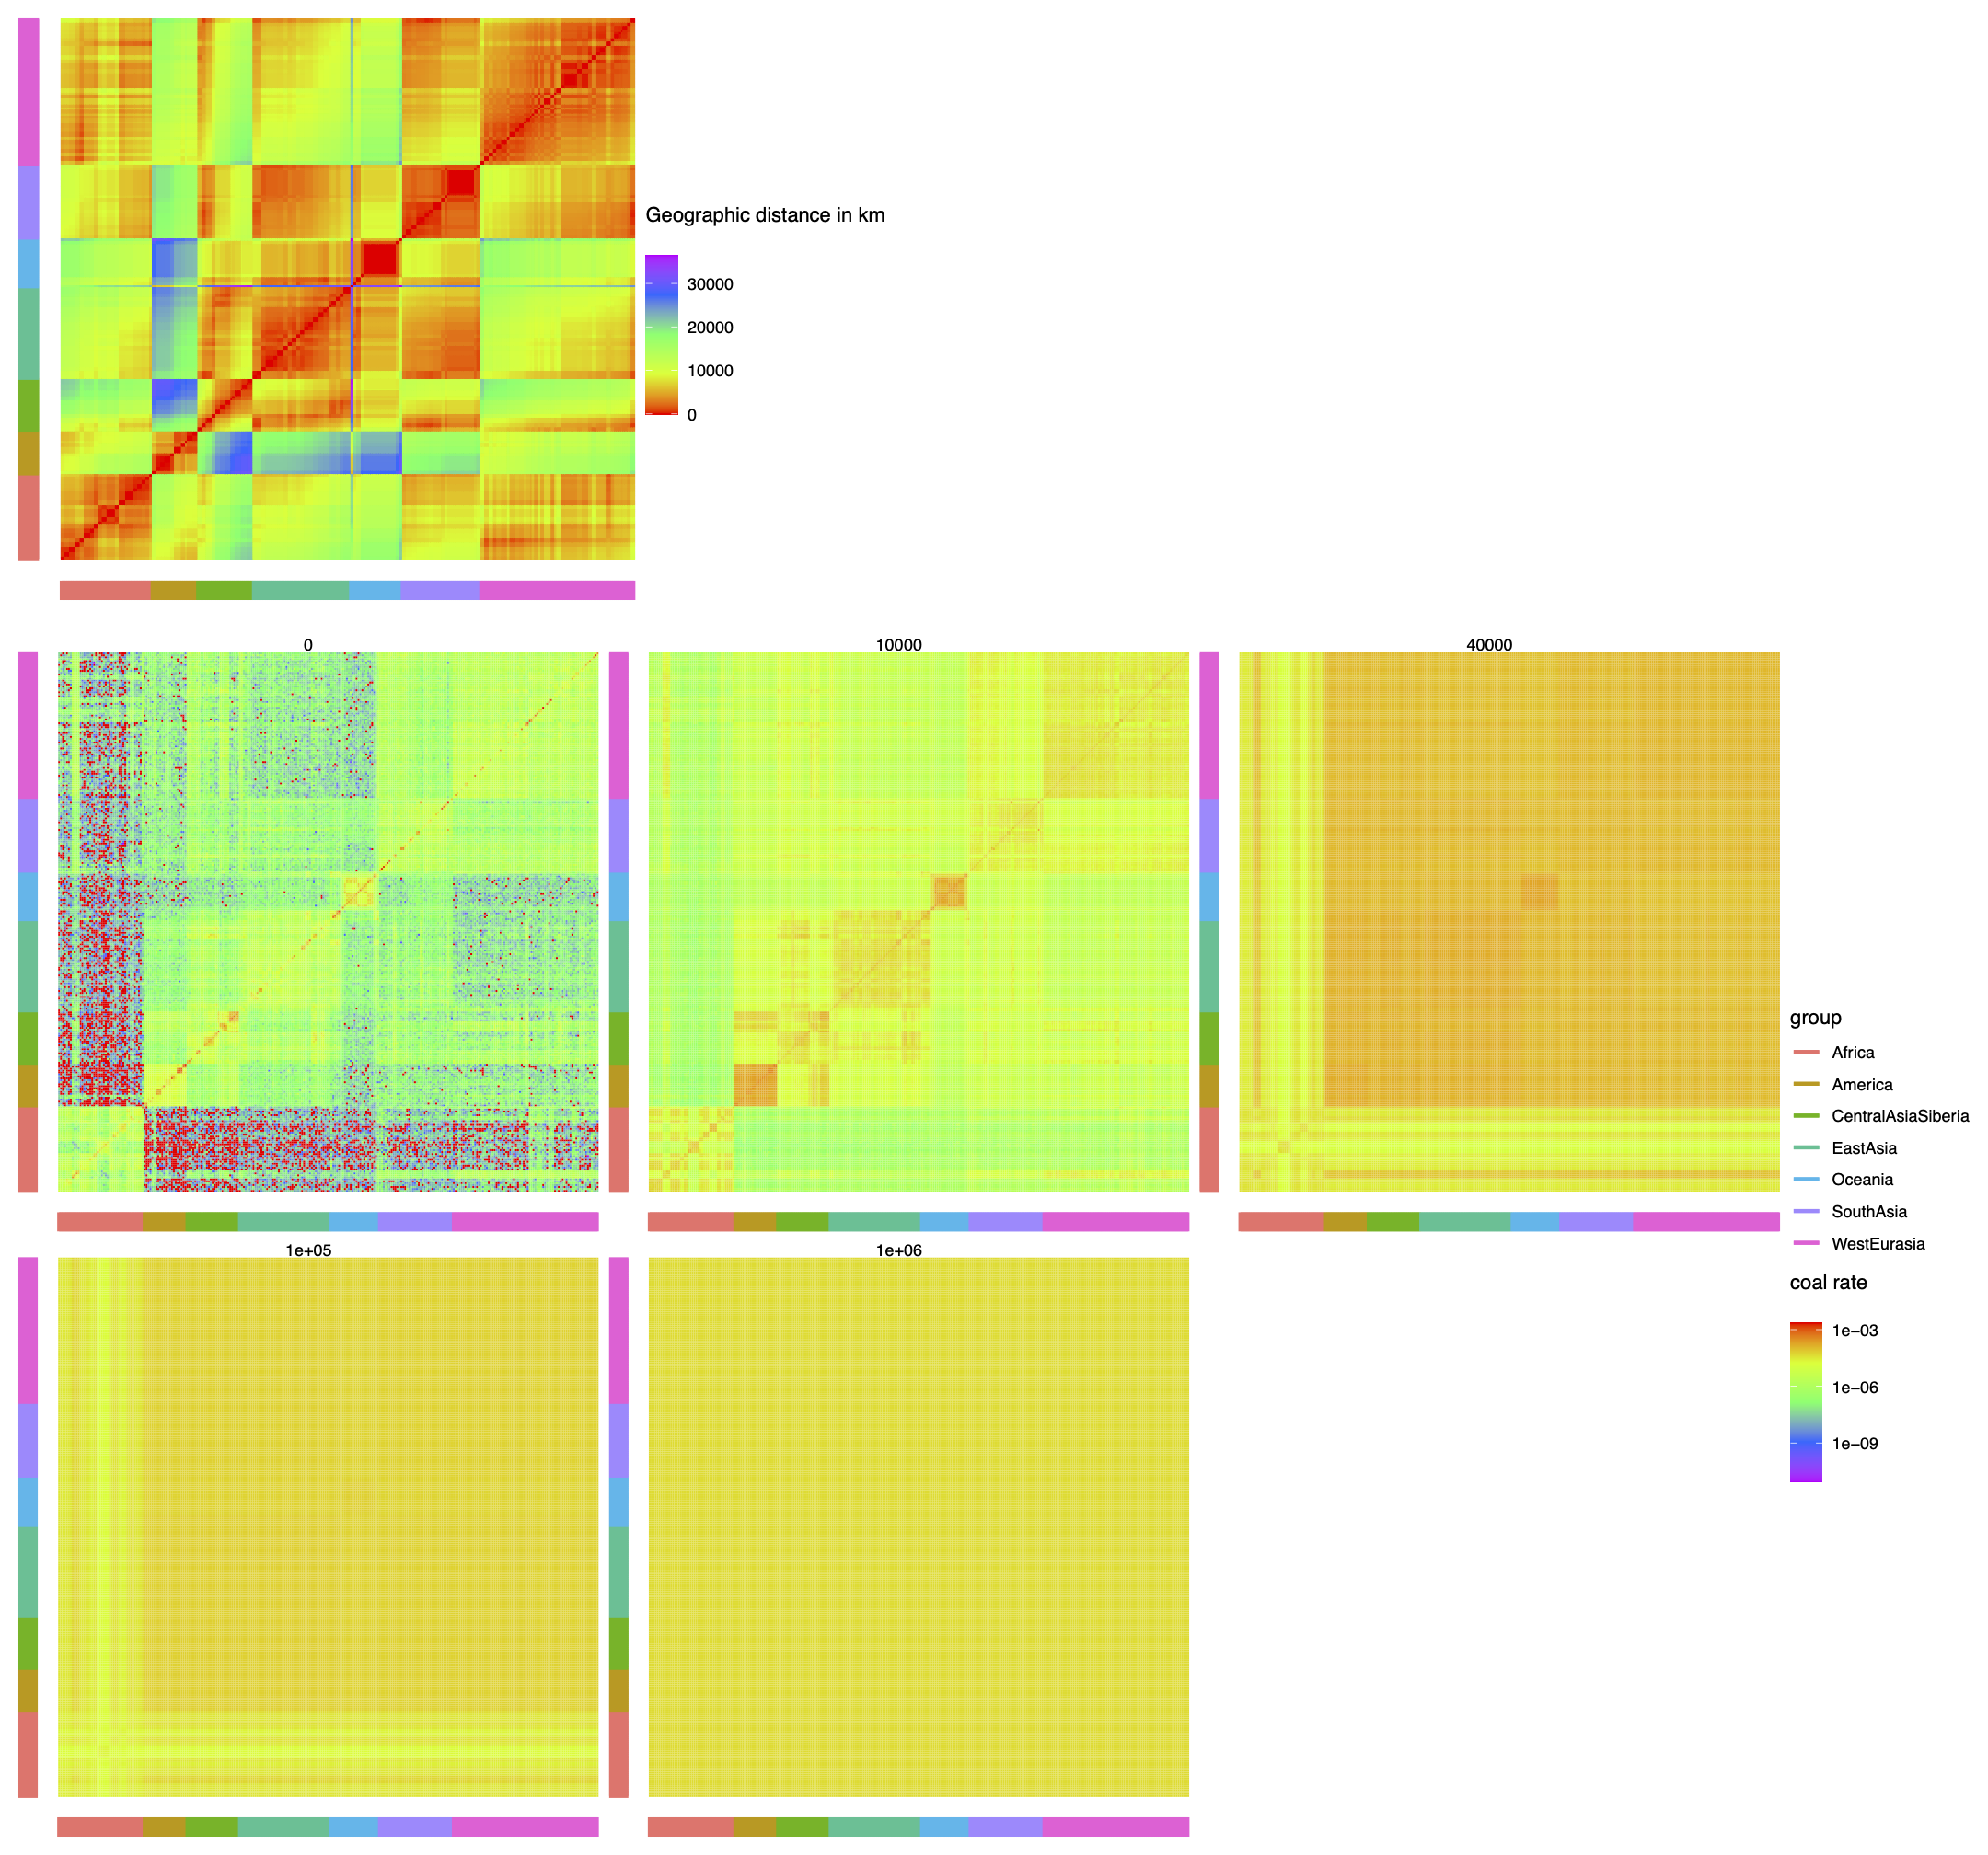 Geographic distance in km
30000
20000
10000
0
0
10000
40000
group
Africa
America
CentralAsiaSiberia
EastAsia
Oceania
SouthAsia
WestEurasia
1e+05
1e+06
coal rate
1e−03
1e−06
1e−09